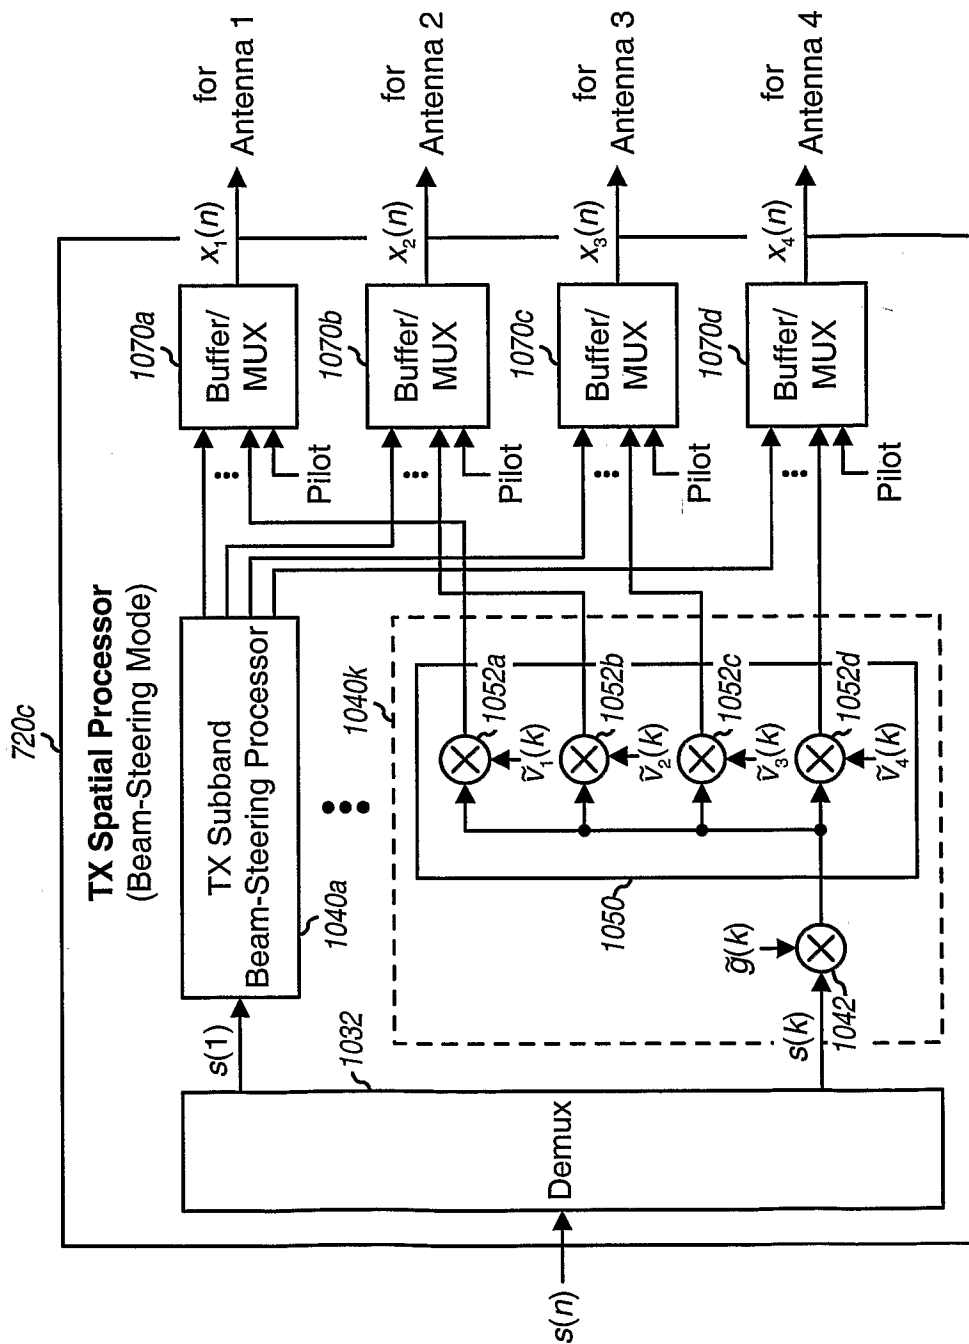 720c
TX Spatial Processor
(Beam-Steering Mode)
s(n)
Demux
1032
s(1)
TX Subband
Beam-Steering Processor
1040a
s(k)
1042
g̃(k)
1040k
1050
1052a
ṽ₁(k)
1052b
ṽ₂(k)
1052c
ṽ₃(k)
1052d
ṽ₄(k)
1070a
Buffer/
MUX
Pilot
x₁(n)
for
Antenna 1
1070b
Buffer/
MUX
Pilot
x₂(n)
for
Antenna 2
1070c
Buffer/
MUX
Pilot
x₃(n)
for
Antenna 3
1070d
Buffer/
MUX
Pilot
x₄(n)
for
Antenna 4